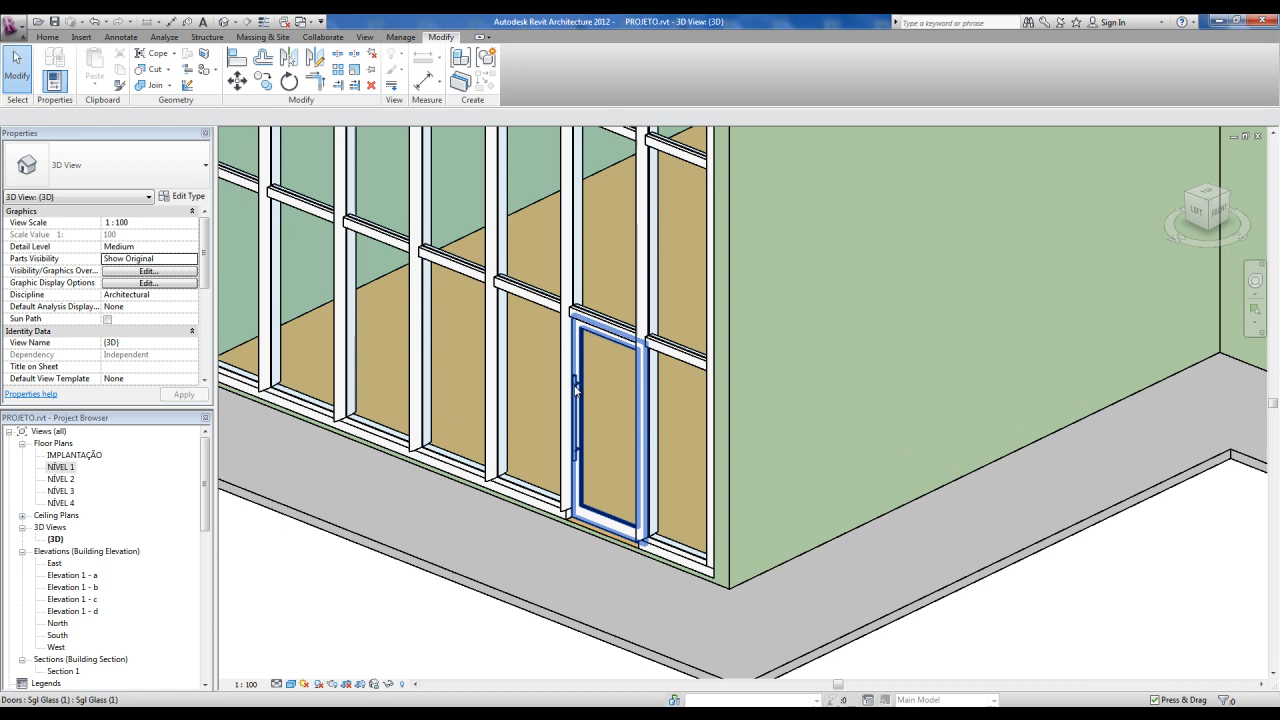 Autodesk Revit Architecture 2012 - PROJETO.rvt - 3D View: {3D}
Type a keyword or phrase
Sign In
Home Insert Annotate Analyze Structure Massing & Site Collaborate View Manage Modify
Modify
Paste
Cope
Cut
Join
Select Properties Clipboard Geometry Modify View Measure Create
Properties
3D View
3D View: {3D}
Edit Type
Graphics
View Scale 1 : 100
Scale Value 1: 100
Detail Level Medium
Parts Visibility Show Original
Visibility/Graphics Over... Edit...
Graphic Display Options Edit...
Discipline Architectural
Default Analysis Display... None
Sun Path
Identity Data
View Name {3D}
Dependency Independent
Title on Sheet
Default View Template None
Properties help
Apply
PROJETO.rvt - Project Browser
Views (all)
Floor Plans
IMPLANTAÇÃO
NÍVEL 1
NÍVEL 2
NÍVEL 3
NÍVEL 4
Ceiling Plans
3D Views
{3D}
Elevations (Building Elevation)
East
Elevation 1 - a
Elevation 1 - b
Elevation 1 - c
Elevation 1 - d
North
South
West
Sections (Building Section)
Section 1
Legends
LEFT
FRONT
1 : 100
Doors : Sgl Glass (1) : Sgl Glass (1)
:0
Main Model
Press & Drag
:0